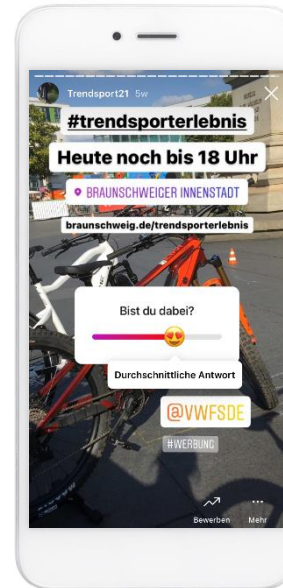 Trendsport21 5w
#trendsporterlebnis
Heute noch bis 18 Uhr
BRAUNSCHWEIGER INNENSTADT
braunschweig.de/trendsporterlebnis
Bist du dabei?
Durchschnittliche Antwort
@VWFSDE
#WERBUNG
Bewerben Mehr